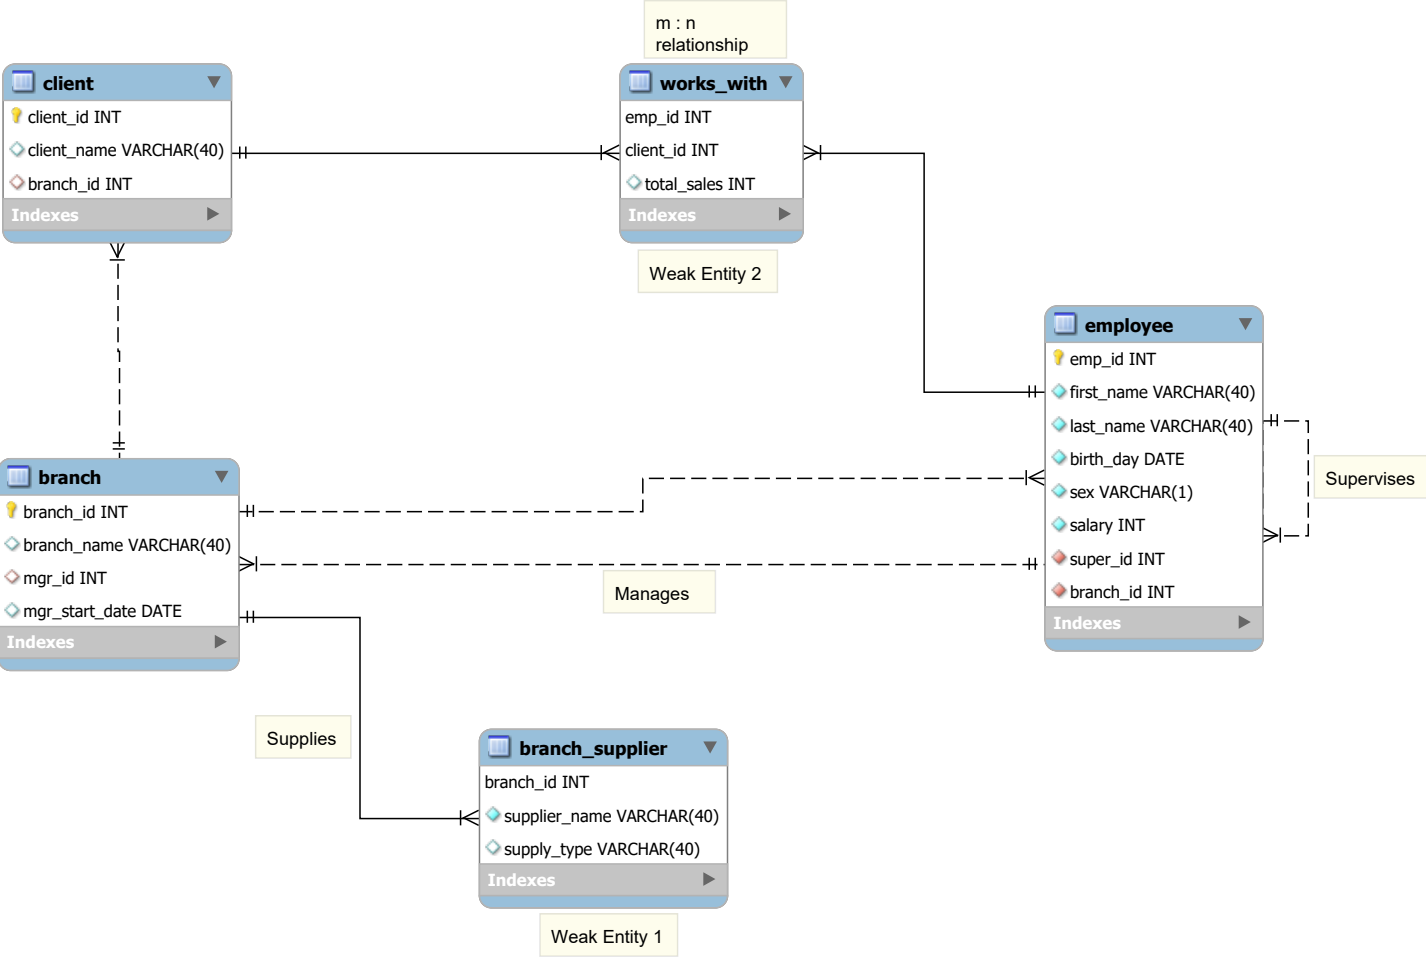 m : n
relationship
client
client_id INT
client_name VARCHAR(40)
branch_id INT
Indexes
works_with
emp_id INT
client_id INT
total_sales INT
Indexes
Weak Entity 2
employee
emp_id INT
first_name VARCHAR(40)
last_name VARCHAR(40)
birth_day DATE
sex VARCHAR(1)
salary INT
super_id INT
branch_id INT
Indexes
Supervises
branch
branch_id INT
branch_name VARCHAR(40)
mgr_id INT
mgr_start_date DATE
Indexes
Manages
Supplies
branch_supplier
branch_id INT
supplier_name VARCHAR(40)
supply_type VARCHAR(40)
Indexes
Weak Entity 1